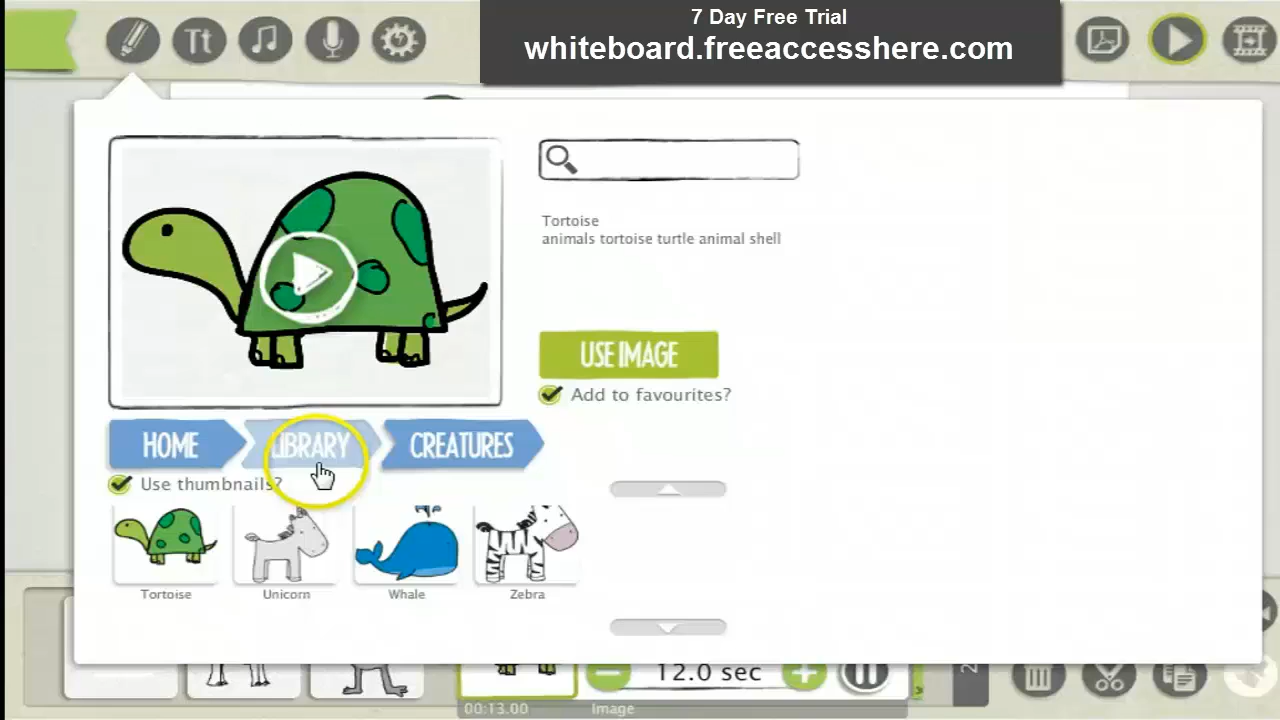 7 Day Free Trial
whiteboard.freeaccesshere.com
Tt
Tortoise
animals tortoise turtle animal shell
USE IMAGE
Add to favourites?
HOME
LIBRARY
CREATURES
Use thumbnails?
Tortoise
Unicorn
Whale
Zebra
12.0 sec
00:13.00
Image